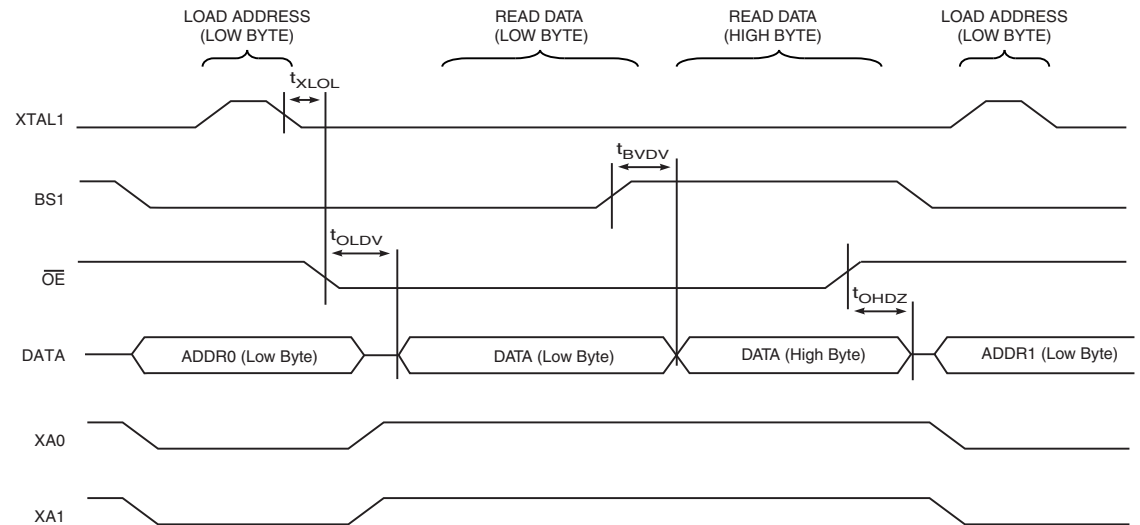 LOAD ADDRESS
(LOW BYTE)
READ DATA
(LOW BYTE)
READ DATA
(HIGH BYTE)
LOAD ADDRESS
(LOW BYTE)
tXLOL
XTAL1
tBVDV
BS1
tOLDV
OE
tOHDZ
DATA
ADDR0 (Low Byte)
DATA (Low Byte)
DATA (High Byte)
ADDR1 (Low Byte)
XA0
XA1